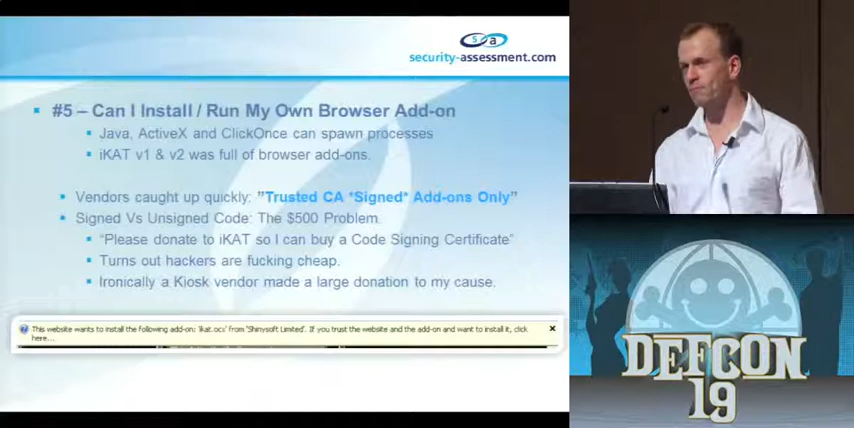 sa
security-assessment.com
#5 – Can I Install / Run My Own Browser Add-on
Java, ActiveX and ClickOnce can spawn processes
iKAT v1 & v2 was full of browser add-ons.
Vendors caught up quickly: "Trusted CA *Signed* Add-ons Only"
Signed Vs Unsigned Code: The $500 Problem
"Please donate to iKAT so I can buy a Code Signing Certificate"
Turns out hackers are fucking cheap.
Ironically a Kiosk vendor made a large donation to my cause.
This website wants to install the following add-on: 'ikat.ocx' from 'Shinysoft Limited'. If you trust the website and the add-on and want to install it, click
here...
DEFCON
19